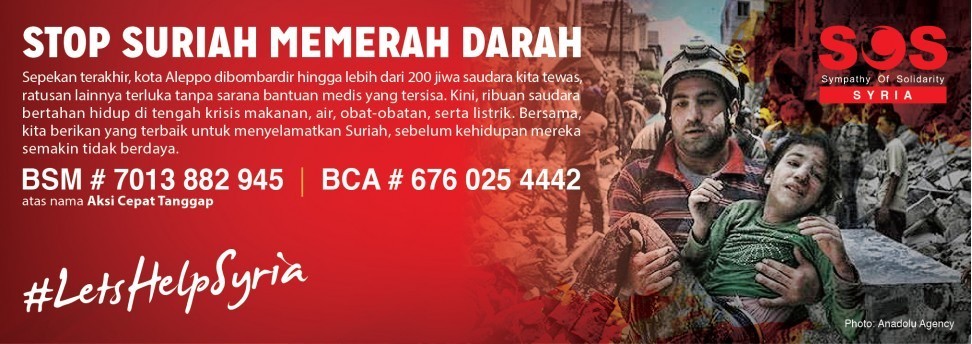 STOP SURIAH MEMERAH DARAH
Sepekan terakhir, kota Aleppo dibombardir hingga lebih dari 200 jiwa saudara kita tewas,
ratusan lainnya terluka tanpa sarana bantuan medis yang tersisa. Kini, ribuan saudara
bertahan hidup di tengah krisis makanan, air, obat-obatan, serta listrik. Bersama,
kita berikan yang terbaik untuk menyelamatkan Suriah, sebelum kehidupan mereka
semakin tidak berdaya.
BSM # 7013 882 945 | BCA # 676 025 4442
atas nama Aksi Cepat Tanggap
#LetsHelpSyria
SOS
Sympathy Of Solidarity
SYRIA
Photo: Anadolu Agency